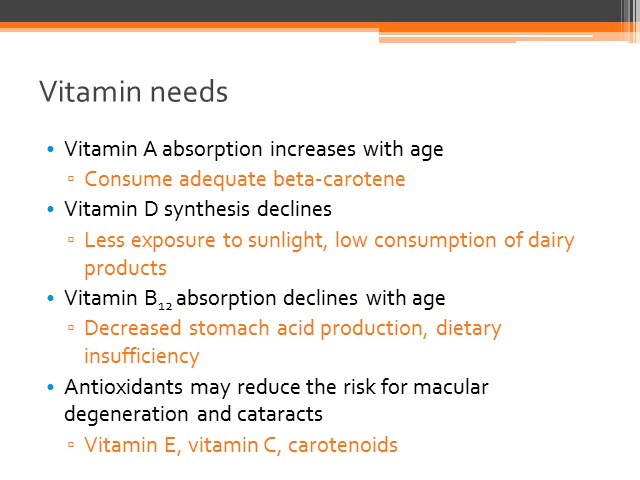 Vitamin needs
• Vitamin A absorption increases with age
▫ Consume adequate beta-carotene
• Vitamin D synthesis declines
▫ Less exposure to sunlight, low consumption of dairy
products
• Vitamin B₁₂ absorption declines with age
▫ Decreased stomach acid production, dietary
insufficiency
• Antioxidants may reduce the risk for macular
degeneration and cataracts
▫ Vitamin E, vitamin C, carotenoids